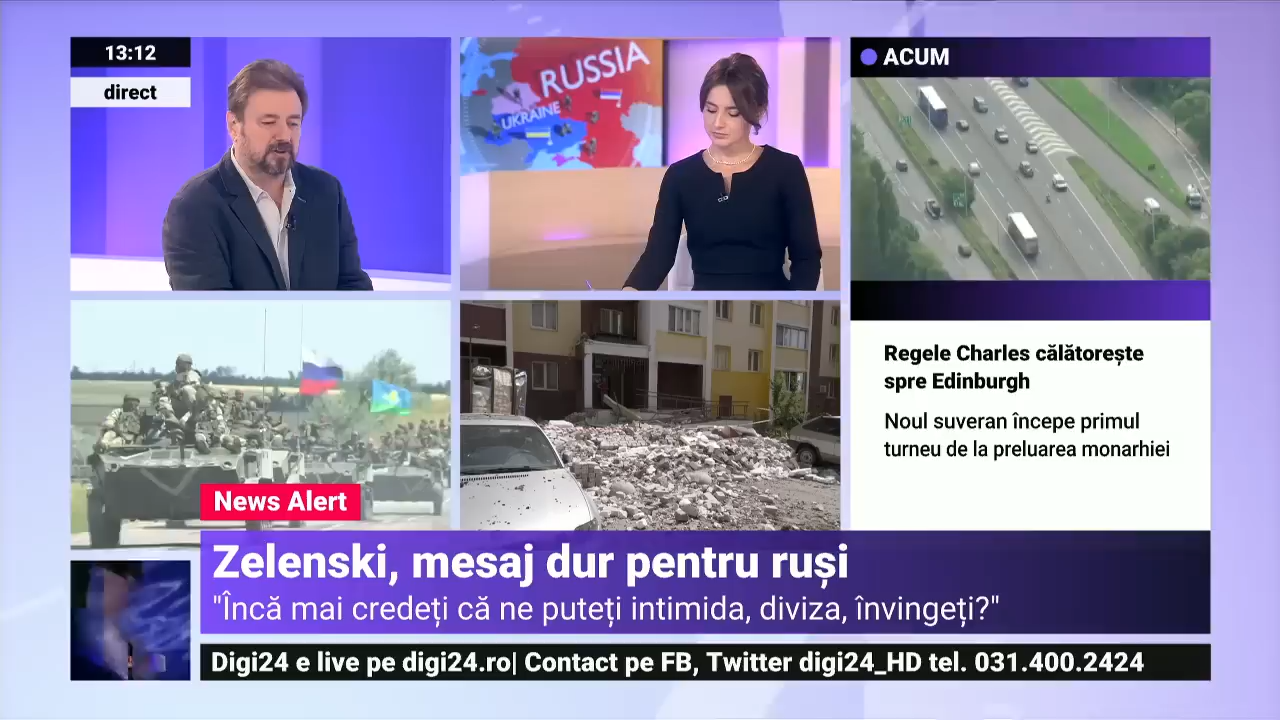 13:12
direct
RUSSIA
UKRAINE
ACUM
Regele Charles călătorește
spre Edinburgh
Noul suveran începe primul
turneu de la preluarea monarhiei
News Alert
Zelenski, mesaj dur pentru ruși
"Încă mai credeți că ne puteți intimida, diviza, învingeți?"
Digi24 e live pe digi24.ro| Contact pe FB, Twitter digi24_HD tel. 031.400.2424